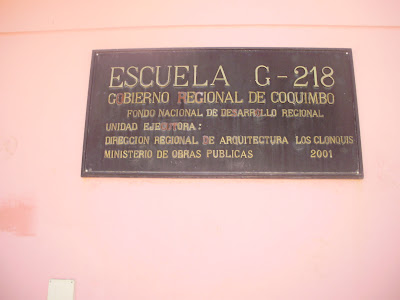 ESCUELA G-218
GOBIERNO REGIONAL DE COQUIMBO
FONDO NACIONAL DE DESARROLLO REGIONAL
UNIDAD EJECUTORA:
DIRECCION REGIONAL DE ARQUITECTURA LOS CLONQUIS
MINISTERIO DE OBRAS PUBLICAS 2001